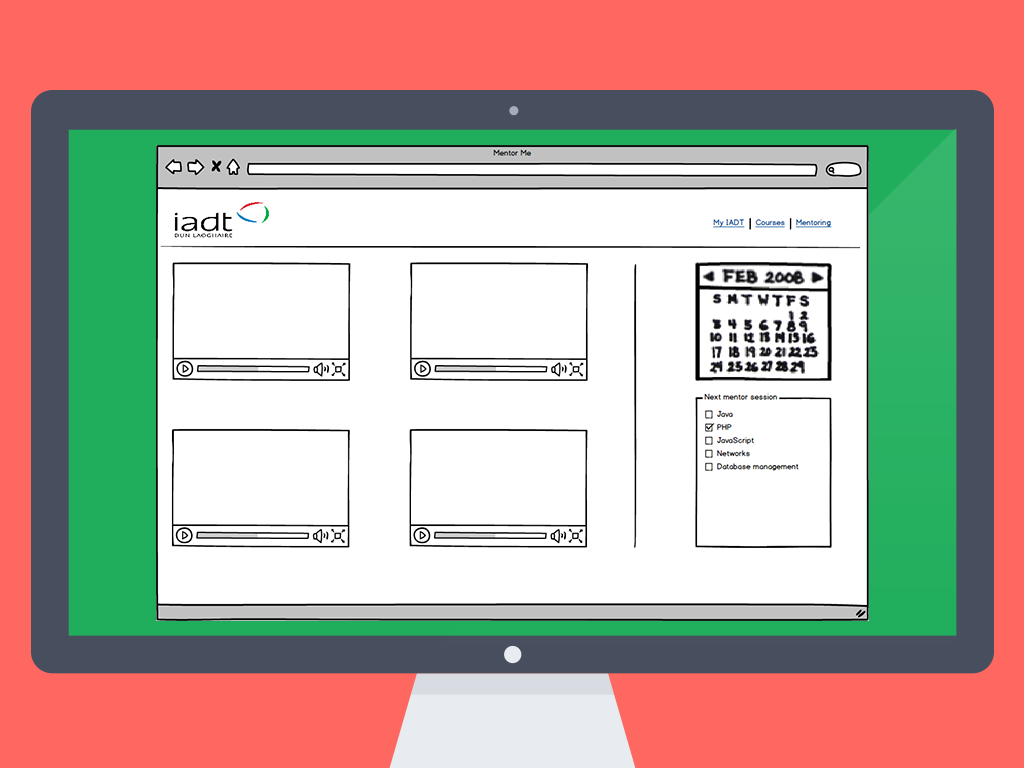 Mentor Me
iadt
DUN LAOGHAIRE
My IADT | Courses | Mentoring
FEB 2008
S M T W T F S
1 2
3 4 5 6 7 8 9
10 11 12 13 14 15 16
17 18 19 20 21 22 23
24 25 26 27 28 29
Next mentor session
Java
PHP
JavaScript
Networks
Database management